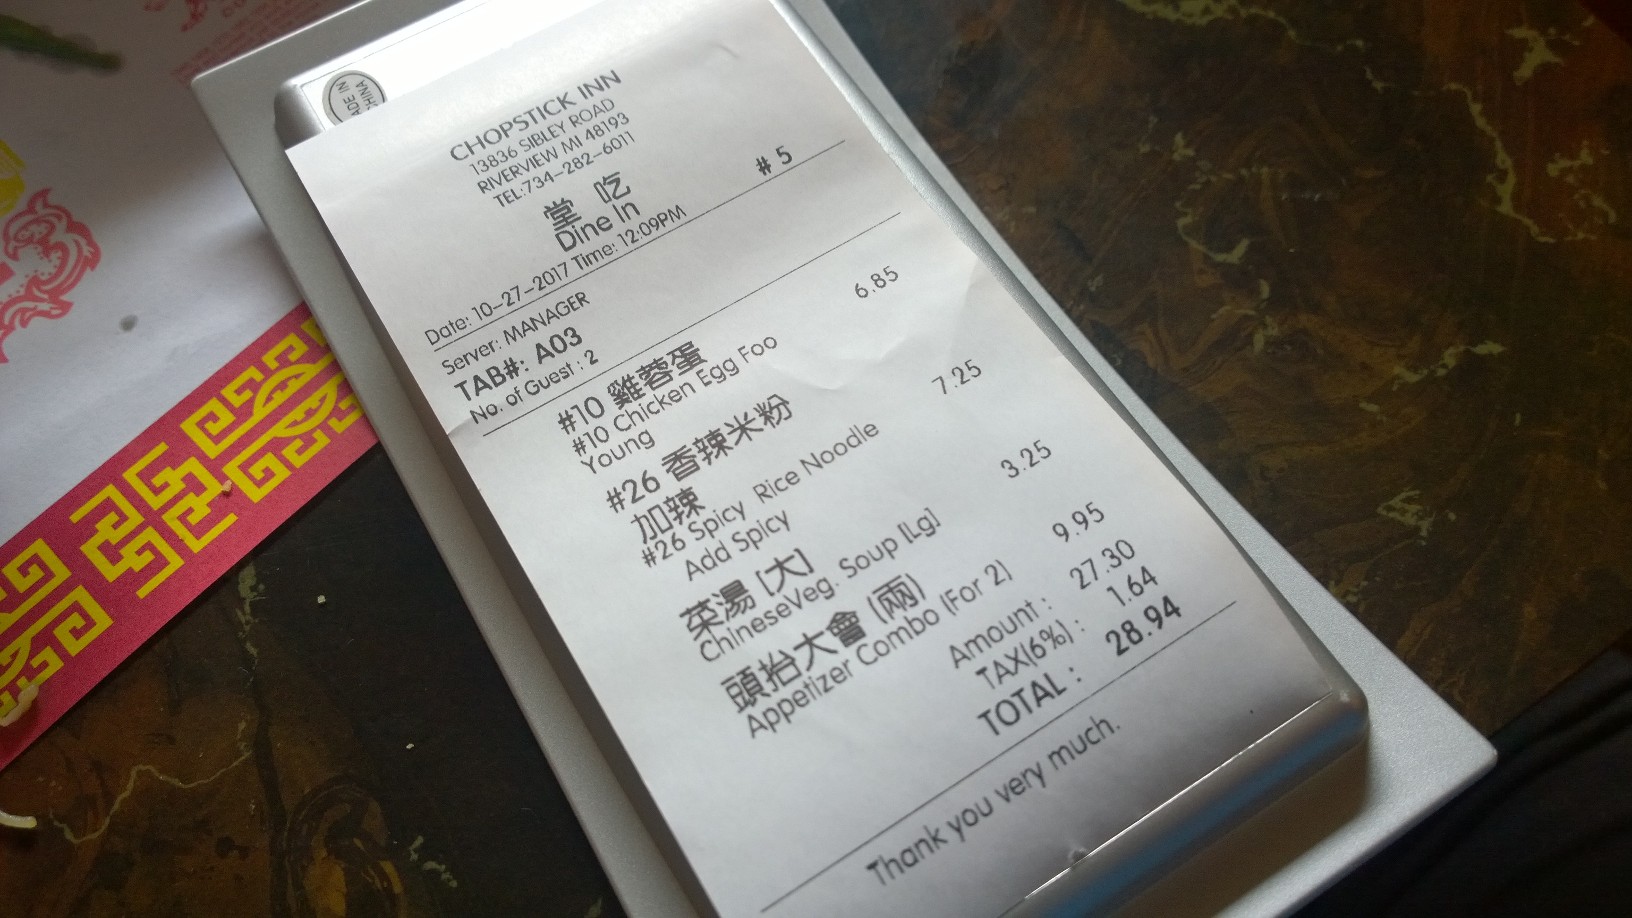 MADE IN
CHINA
CHOPSTICK INN
13836 SIBLEY ROAD
RIVERVIEW MI 48193
TEL:734-282-6011
堂 吃
Dine In
# 5
Date: 10-27-2017 Time: 12:09PM
Server: MANAGER
TAB#: A03
No. of Guest : 2
#10 雞蓉蛋 6.85
#10 Chicken Egg Foo
Young
#26 香辣米粉 7.25
加辣
#26 Spicy Rice Noodle
Add Spicy
菜湯 [大] 3.25
ChineseVeg. Soup [Lg]
頭抬大會 (兩) 9.95
Appetizer Combo (For 2)
Amount : 27.30
TAX(6%) : 1.64
TOTAL : 28.94
Thank you very much.